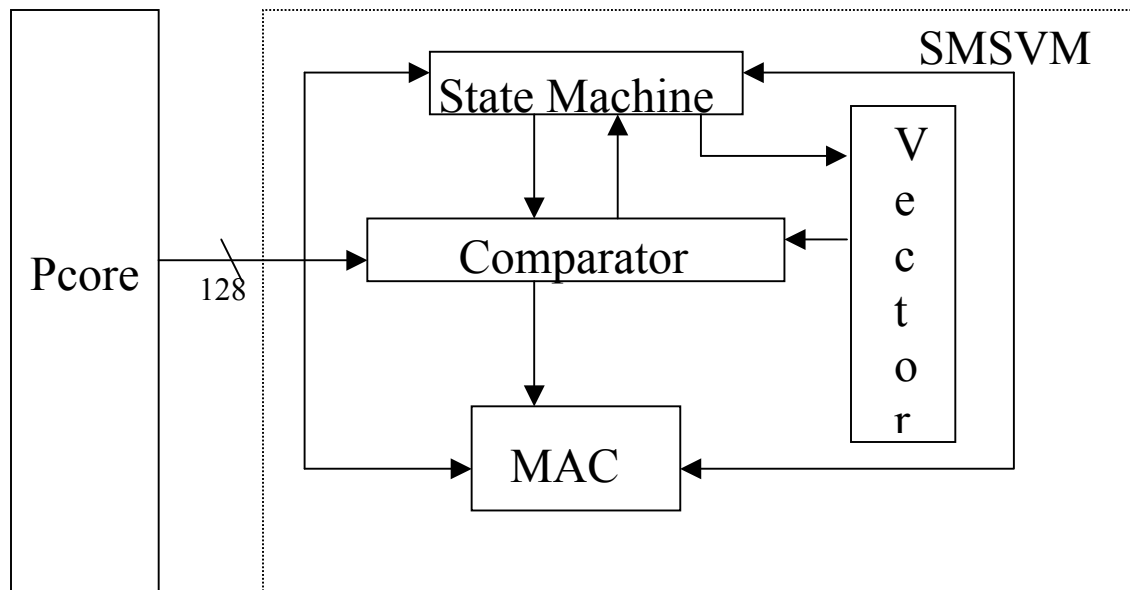 SMSVM
State Machine
Pcore
128
Comparator
MAC
V
e
c
t
o
r